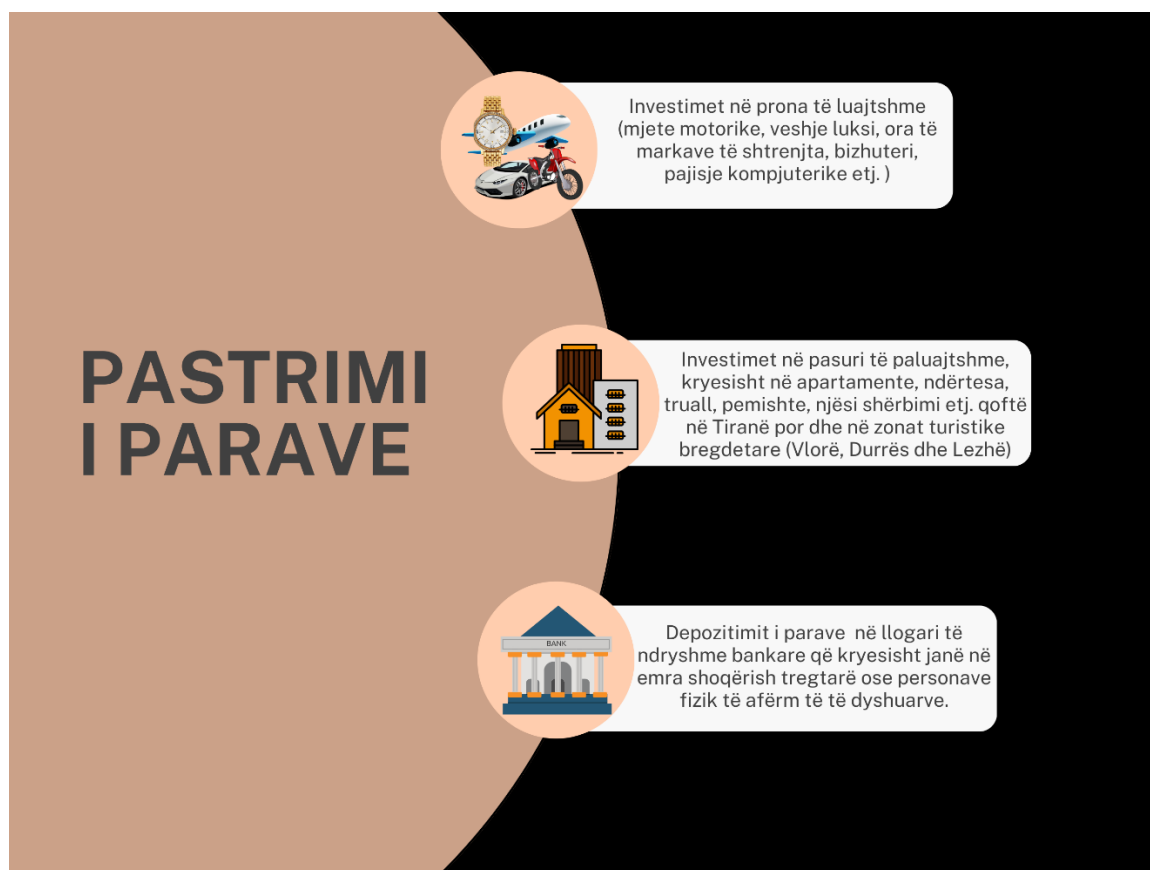 PASTRIMI
I PARAVE
Investimet në prona të luajtshme
(mjete motorike, veshje luksi, ora të
markave të shtrenjta, bizhuteri,
pajisje kompjuterike etj. )
Investimet në pasuri të paluajtshme,
kryesisht në apartamente, ndërtesa,
truall, pemishte, njësi shërbimi etj. qoftë
në Tiranë por dhe në zonat turistike
bregdetare (Vlorë, Durrës dhe Lezhë)
BANK
Depozitimit i parave në llogari të
ndryshme bankare që kryesisht janë në
emra shoqërish tregtarë ose personave
fizik të afërm të të dyshuarve.